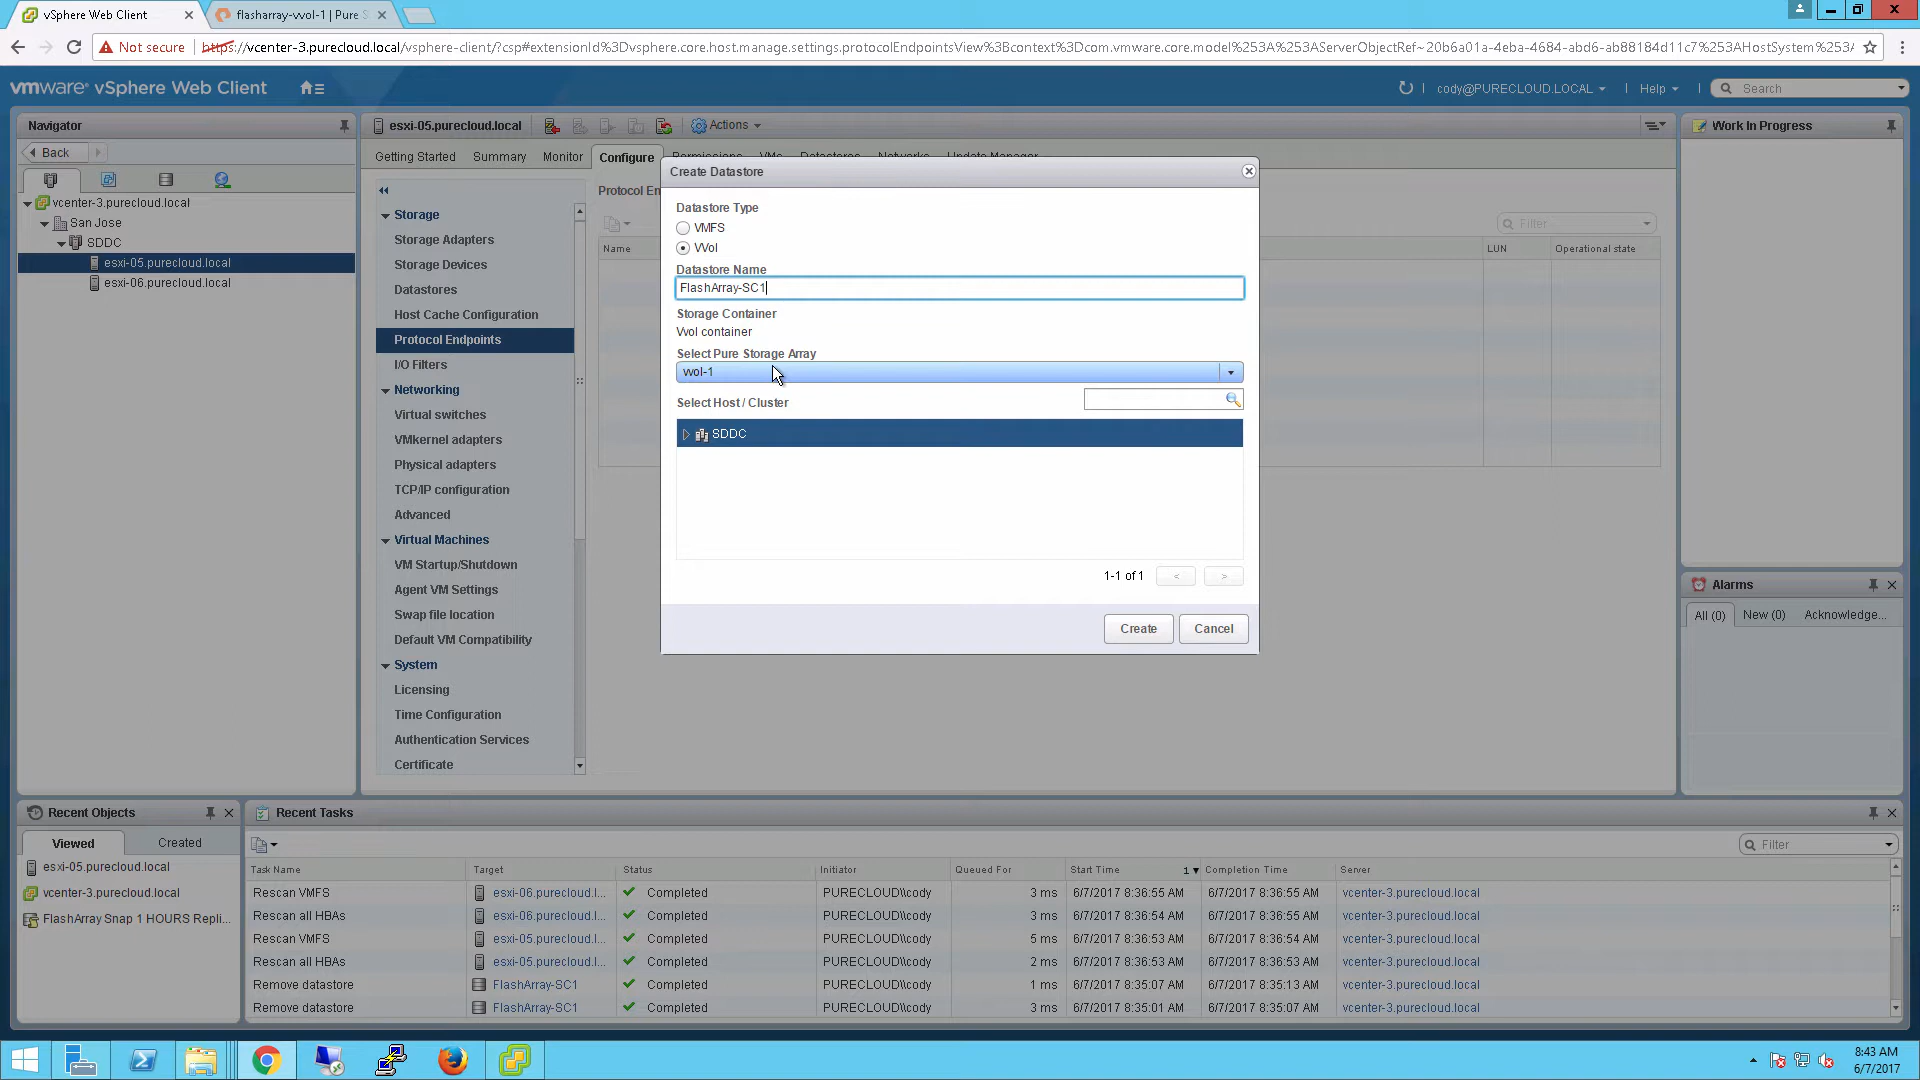 vSphere Web Client
flasharray-vvol-1 | Pure S
Not secure
https://vcenter-3.purecloud.local/vsphere-client/?csp#extensionId%3Dvsphere.core.host.manage.settings.protocolEndpointsView%3Bcontext%3Dcom.vmware.core.model%253A%253AServerObjectRef~20b6a01a-4eba-4684-abd6-ab88184d11c7%253AHostSystem%253A
vmware® vSphere Web Client
cody@PURECLOUD.LOCAL
Help
Search
Navigator
Back
vcenter-3.purecloud.local
San Jose
SDDC
esxi-05.purecloud.local
esxi-06.purecloud.local
esxi-05.purecloud.local
Actions
Getting Started Summary Monitor Configure Permissions VMs Datastores Networks Update Manager
Storage
Storage Adapters
Storage Devices
Datastores
Host Cache Configuration
Protocol Endpoints
I/O Filters
Networking
Virtual switches
VMkernel adapters
Physical adapters
TCP/IP configuration
Advanced
Virtual Machines
VM Startup/Shutdown
Agent VM Settings
Swap file location
Default VM Compatibility
System
Licensing
Time Configuration
Authentication Services
Certificate
Protocol En
Filter
Name
LUN
Operational state
Create Datastore
Datastore Type
VMFS
VVol
Datastore Name
FlashArray-SC1
Storage Container
Vvol container
Select Pure Storage Array
vvol-1
Select Host / Cluster
SDDC
1-1 of 1
<
>
Create
Cancel
Work In Progress
Alarms
All (0) New (0) Acknowledge...
Recent Objects
Viewed Created
esxi-05.purecloud.local
vcenter-3.purecloud.local
FlashArray Snap 1 HOURS Repli...
Recent Tasks
Filter
Task Name Target Status Initiator Queued For Start Time 1 Completion Time Server
Rescan VMFS esxi-06.purecloud.l... Completed PURECLOUD\\cody 3 ms 6/7/2017 8:36:55 AM 6/7/2017 8:36:55 AM vcenter-3.purecloud.local
Rescan all HBAs esxi-06.purecloud.l... Completed PURECLOUD\\cody 3 ms 6/7/2017 8:36:54 AM 6/7/2017 8:36:55 AM vcenter-3.purecloud.local
Rescan VMFS esxi-05.purecloud.l... Completed PURECLOUD\\cody 5 ms 6/7/2017 8:36:53 AM 6/7/2017 8:36:54 AM vcenter-3.purecloud.local
Rescan all HBAs esxi-05.purecloud.l... Completed PURECLOUD\\cody 2 ms 6/7/2017 8:36:53 AM 6/7/2017 8:36:53 AM vcenter-3.purecloud.local
Remove datastore FlashArray-SC1 Completed PURECLOUD\\cody 1 ms 6/7/2017 8:35:07 AM 6/7/2017 8:35:13 AM vcenter-3.purecloud.local
Remove datastore FlashArray-SC1 Completed PURECLOUD\\cody 3 ms 6/7/2017 8:35:01 AM 6/7/2017 8:35:07 AM vcenter-3.purecloud.local
8:43 AM
6/7/2017